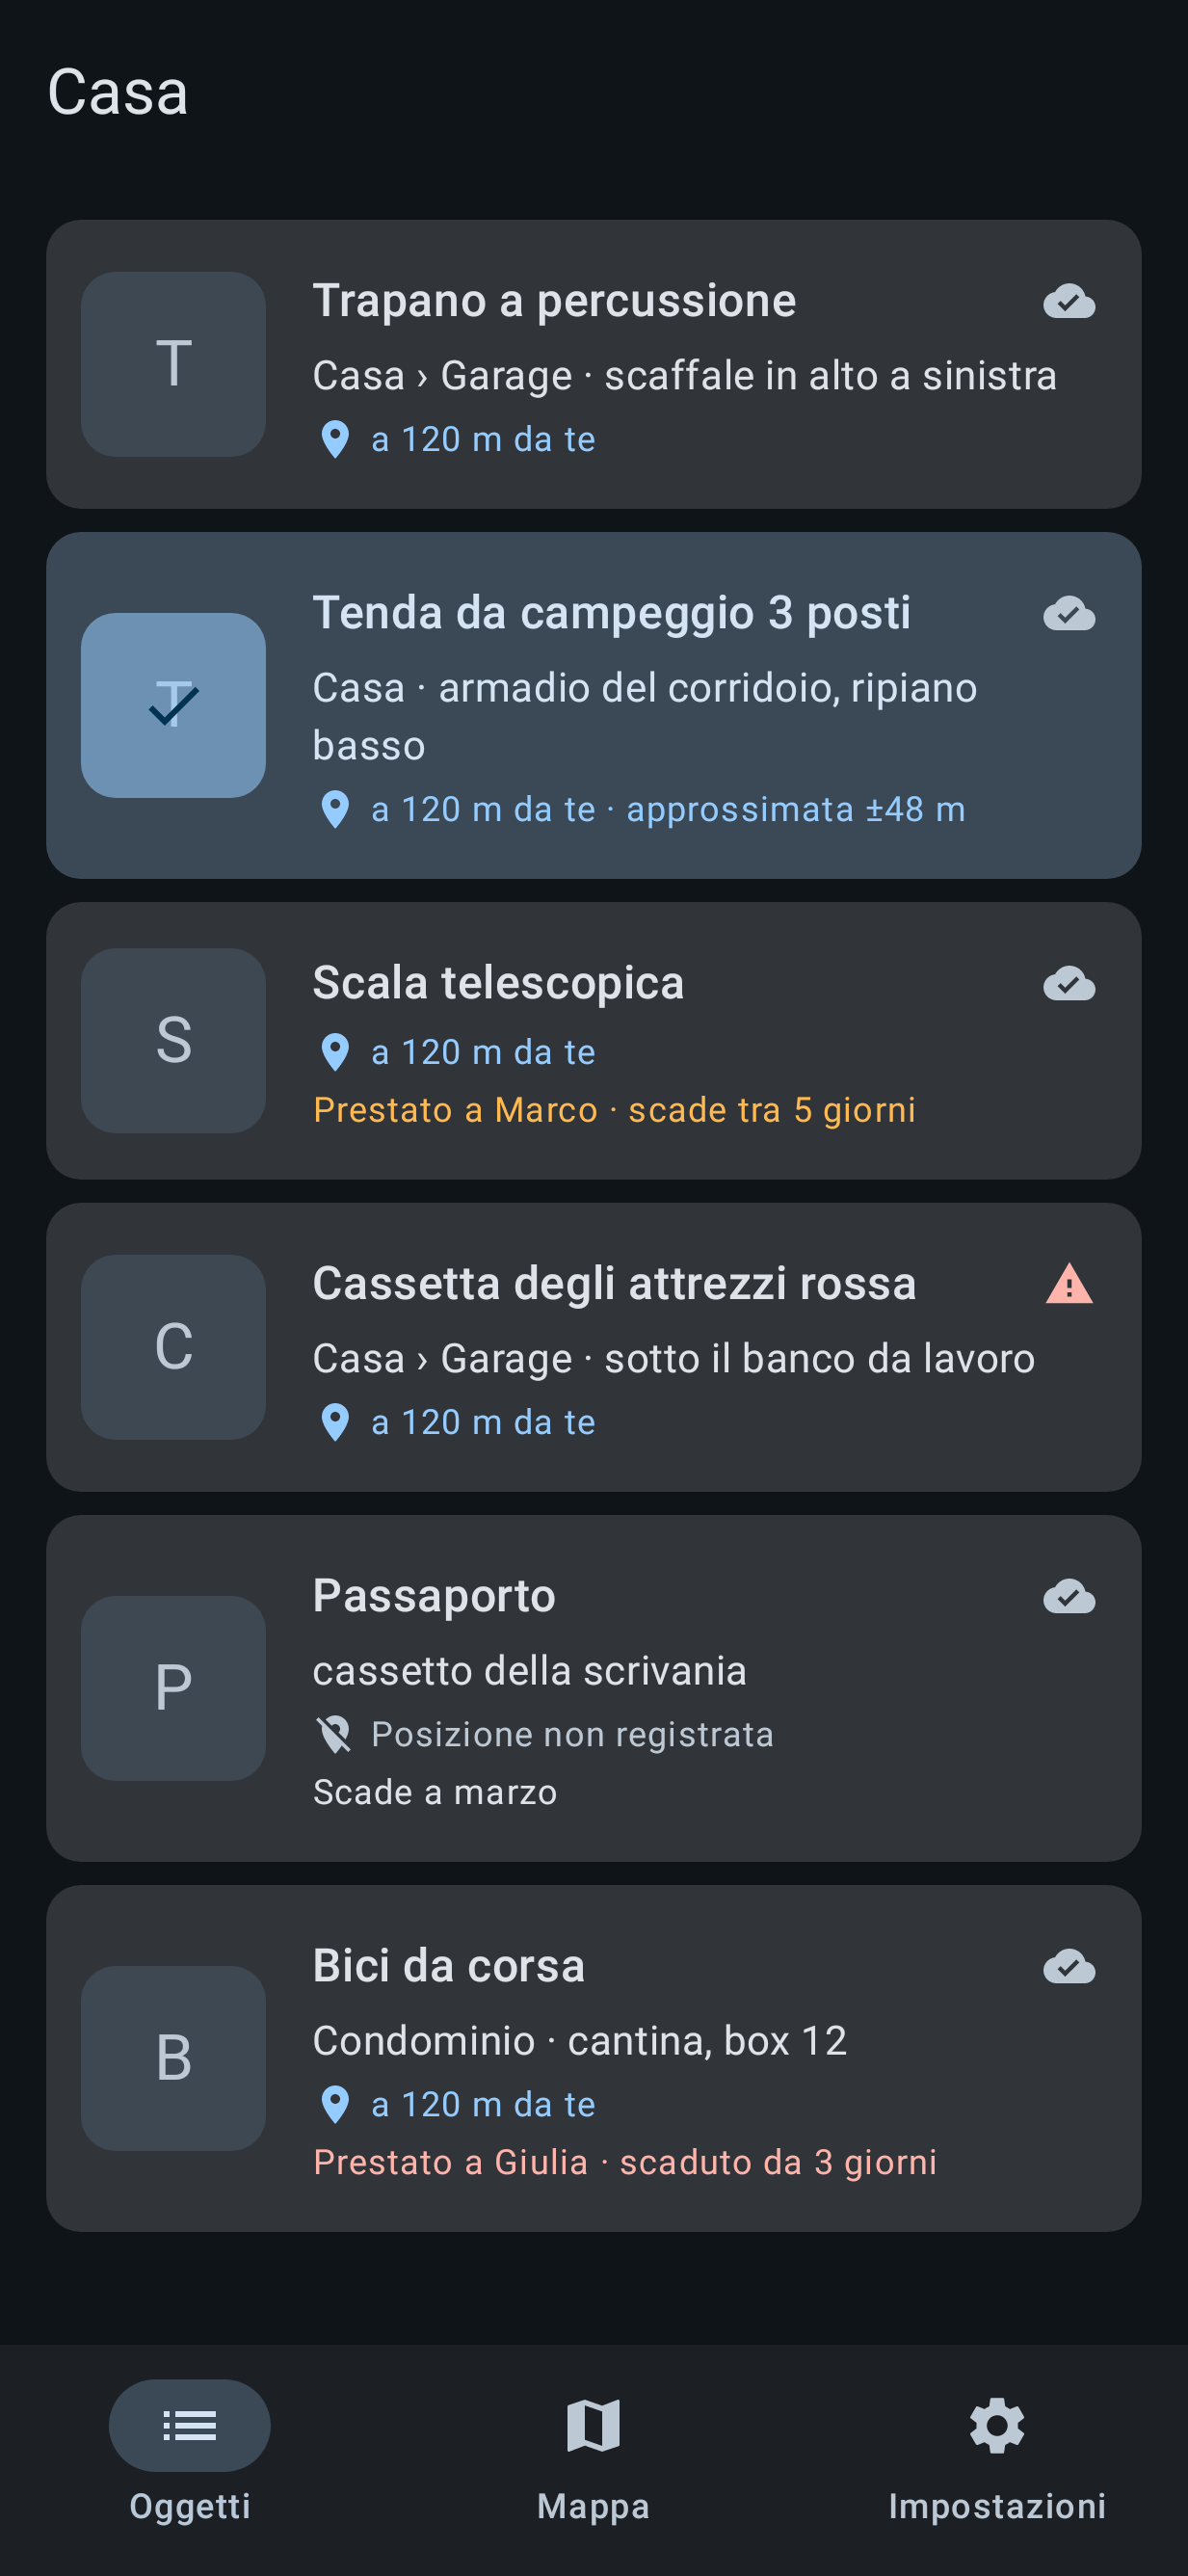 Casa
T
Trapano a percussione
Casa › Garage · scaffale in alto a sinistra
a 120 m da te
T
Tenda da campeggio 3 posti
Casa · armadio del corridoio, ripiano
basso
a 120 m da te · approssimata ±48 m
S
Scala telescopica
a 120 m da te
Prestato a Marco · scade tra 5 giorni
C
Cassetta degli attrezzi rossa
Casa › Garage · sotto il banco da lavoro
a 120 m da te
P
Passaporto
cassetto della scrivania
Posizione non registrata
Scade a marzo
B
Bici da corsa
Condominio · cantina, box 12
a 120 m da te
Prestato a Giulia · scaduto da 3 giorni
Oggetti
Mappa
Impostazioni